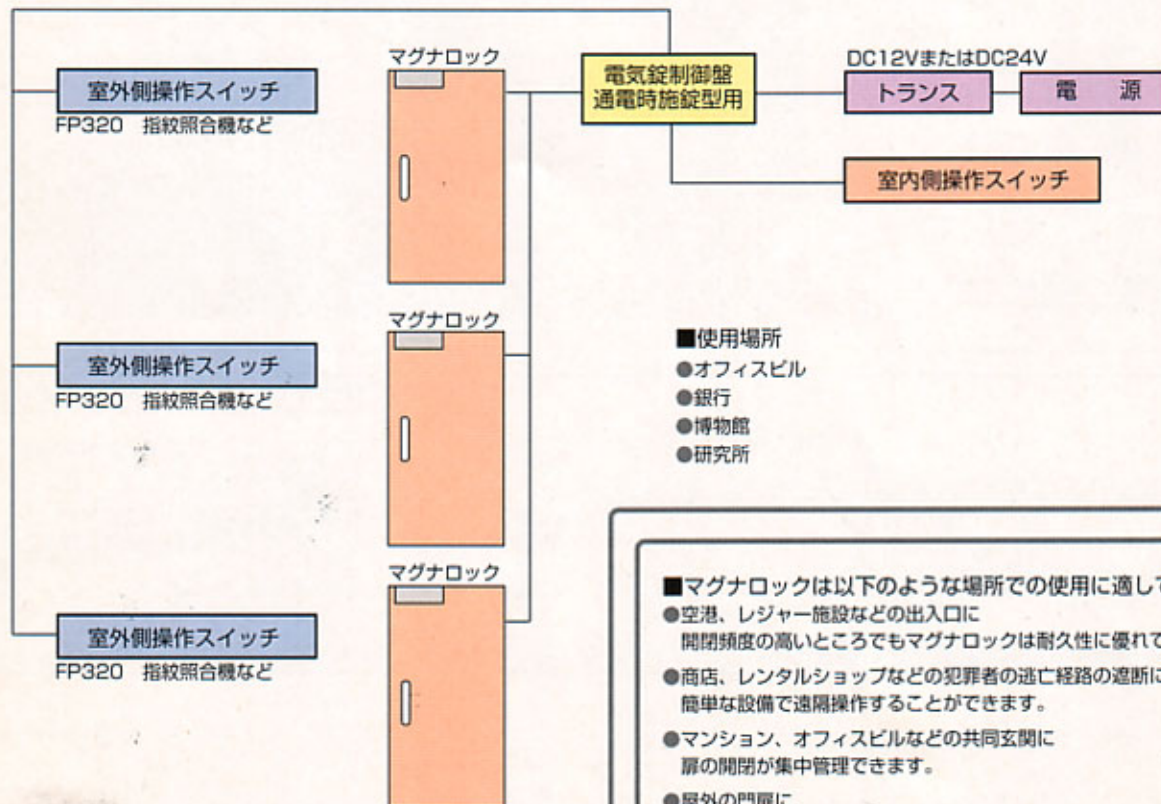 マグナロック
室外側操作スイッチ
FP320 指紋照合機など
電気錠制御盤
通電時施錠型用
DC12VまたはDC24V
トランス
電 源
室内側操作スイッチ
マグナロック
室外側操作スイッチ
FP320 指紋照合機など
■使用場所
●オフィスビル
●銀行
●博物館
●研究所
マグナロック
室外側操作スイッチ
FP320 指紋照合機など
■マグナロックは以下のような場所での使用に適して
●空港、レジャー施設などの出入口に
開閉頻度の高いところでもマグナロックは耐久性に優れて
●商店、レンタルショップなどの犯罪者の逃亡経路の遮断に
簡単な設備で遠隔操作することができます。
●マンション、オフィスビルなどの共同玄関に
扉の開閉が集中管理できます。
●屋外の門扉に